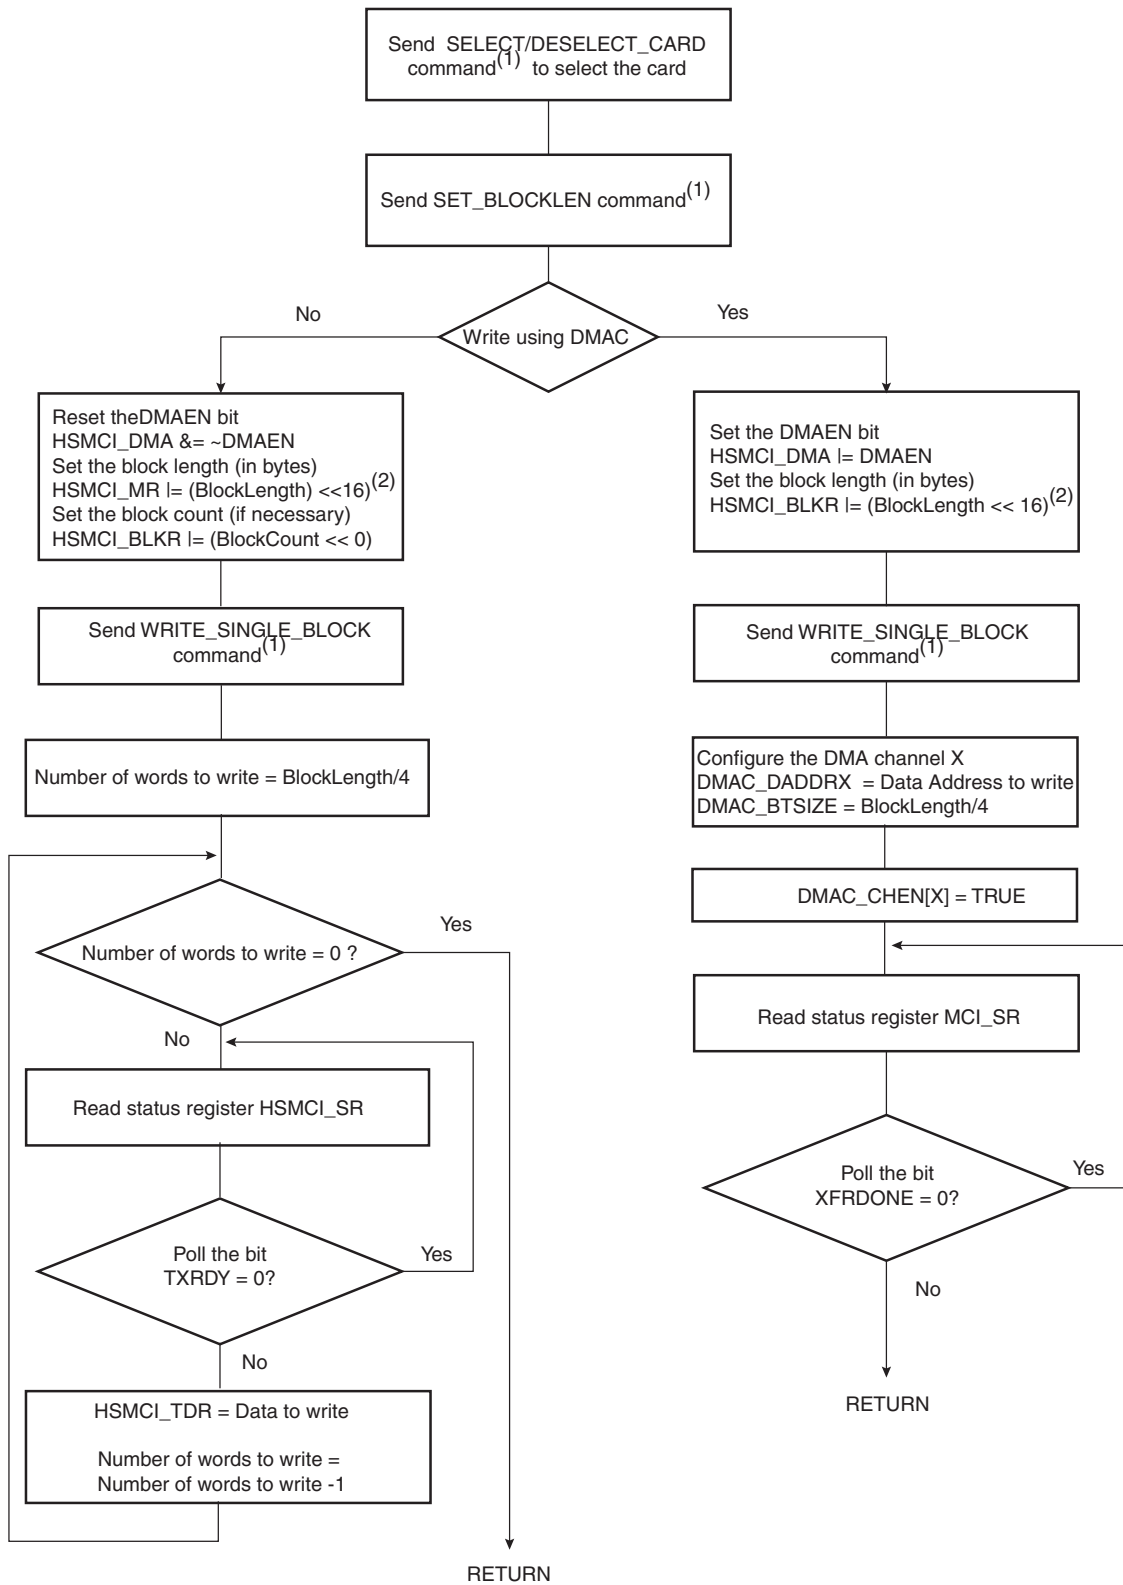 Send SELECT/DESELECT_CARD
command(1) to select the card
Send SET_BLOCKLEN command(1)
Write using DMAC
No
Yes
Reset theDMAEN bit
HSMCI_DMA &= ~DMAEN
Set the block length (in bytes)
HSMCI_MR |= (BlockLength) <<16)(2)
Set the block count (if necessary)
HSMCI_BLKR |= (BlockCount << 0)
Send WRITE_SINGLE_BLOCK
command(1)
Number of words to write = BlockLength/4
Number of words to write = 0 ?
Yes
No
Read status register HSMCI_SR
Poll the bit
TXRDY = 0?
Yes
No
HSMCI_TDR = Data to write
Number of words to write =
Number of words to write -1
RETURN
Set the DMAEN bit
HSMCI_DMA |= DMAEN
Set the block length (in bytes)
HSMCI_BLKR |= (BlockLength << 16)(2)
Send WRITE_SINGLE_BLOCK
command(1)
Configure the DMA channel X
DMAC_DADDRX = Data Address to write
DMAC_BTSIZE = BlockLength/4
DMAC_CHEN[X] = TRUE
Read status register MCI_SR
Poll the bit
XFRDONE = 0?
Yes
No
RETURN